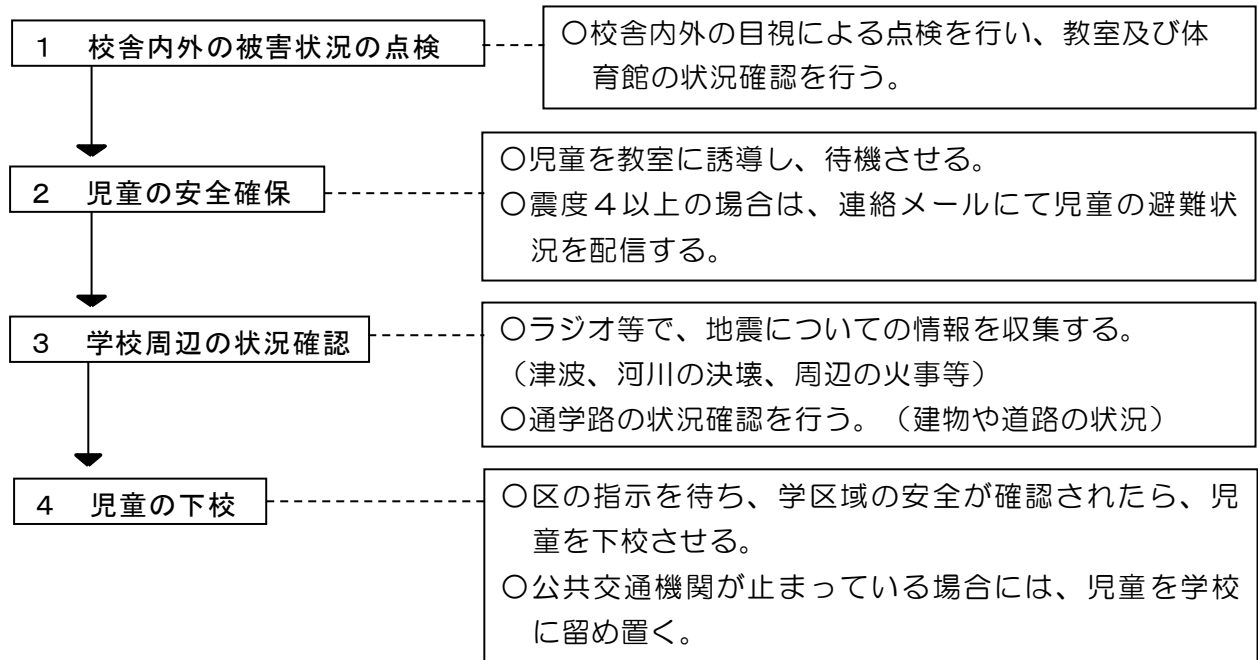 1 校舎内外の被害状況の点検
〇校舎内外の目視による点検を行い、教室及び体
育館の状況確認を行う。
2 児童の安全確保
〇児童を教室に誘導し、待機させる。
〇震度４以上の場合は、連絡メールにて児童の避難状
況を配信する。
3 学校周辺の状況確認
〇ラジオ等で、地震についての情報を収集する。
（津波、河川の決壊、周辺の火事等）
〇通学路の状況確認を行う。（建物や道路の状況）
4 児童の下校
〇区の指示を待ち、学区域の安全が確認されたら、児
童を下校させる。
〇公共交通機関が止まっている場合には、児童を学校
に留め置く。